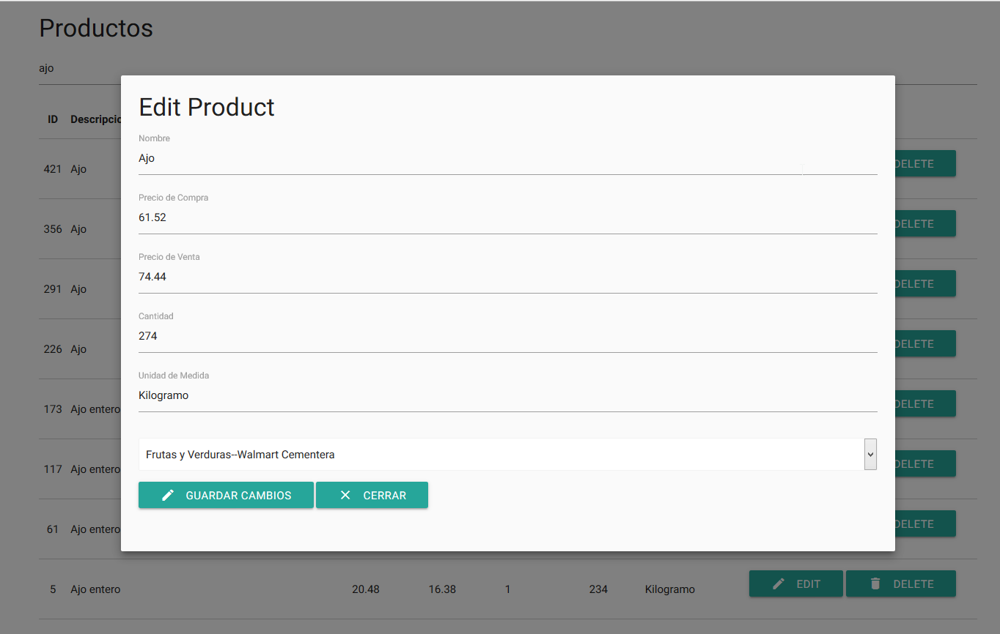 Productos
ajo
Edit Product
ID Descripcio
Nombre
421 Ajo
Ajo
DELETE
Precio de Compra
61.52
356 Ajo
DELETE
Precio de Venta
74.44
291 Ajo
DELETE
Cantidad
274
226 Ajo
DELETE
Unidad de Medida
Kilogramo
173 Ajo entero
DELETE
Frutas y Verduras--Walmart Cementera
117 Ajo entero
DELETE
GUARDAR CAMBIOS CERRAR
61 Ajo entero
DELETE
5 Ajo entero 20.48 16.38 1 234 Kilogramo EDIT DELETE